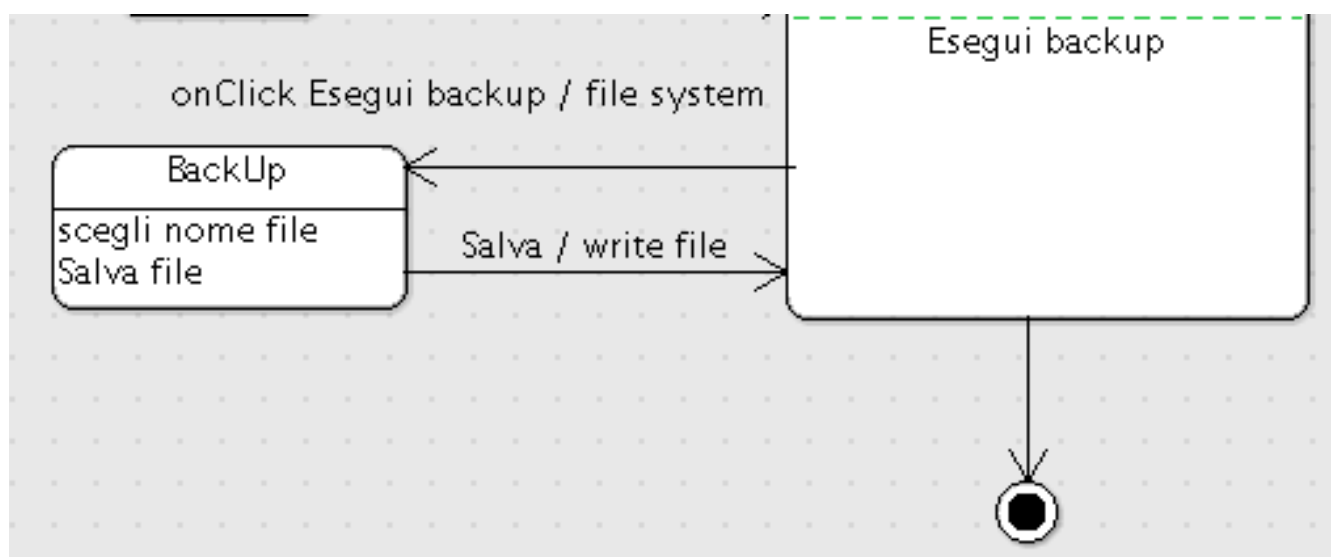 Esegui backup
onClick Esegui backup / file system
BackUp
scegli nome file
Salva file
Salva / write file